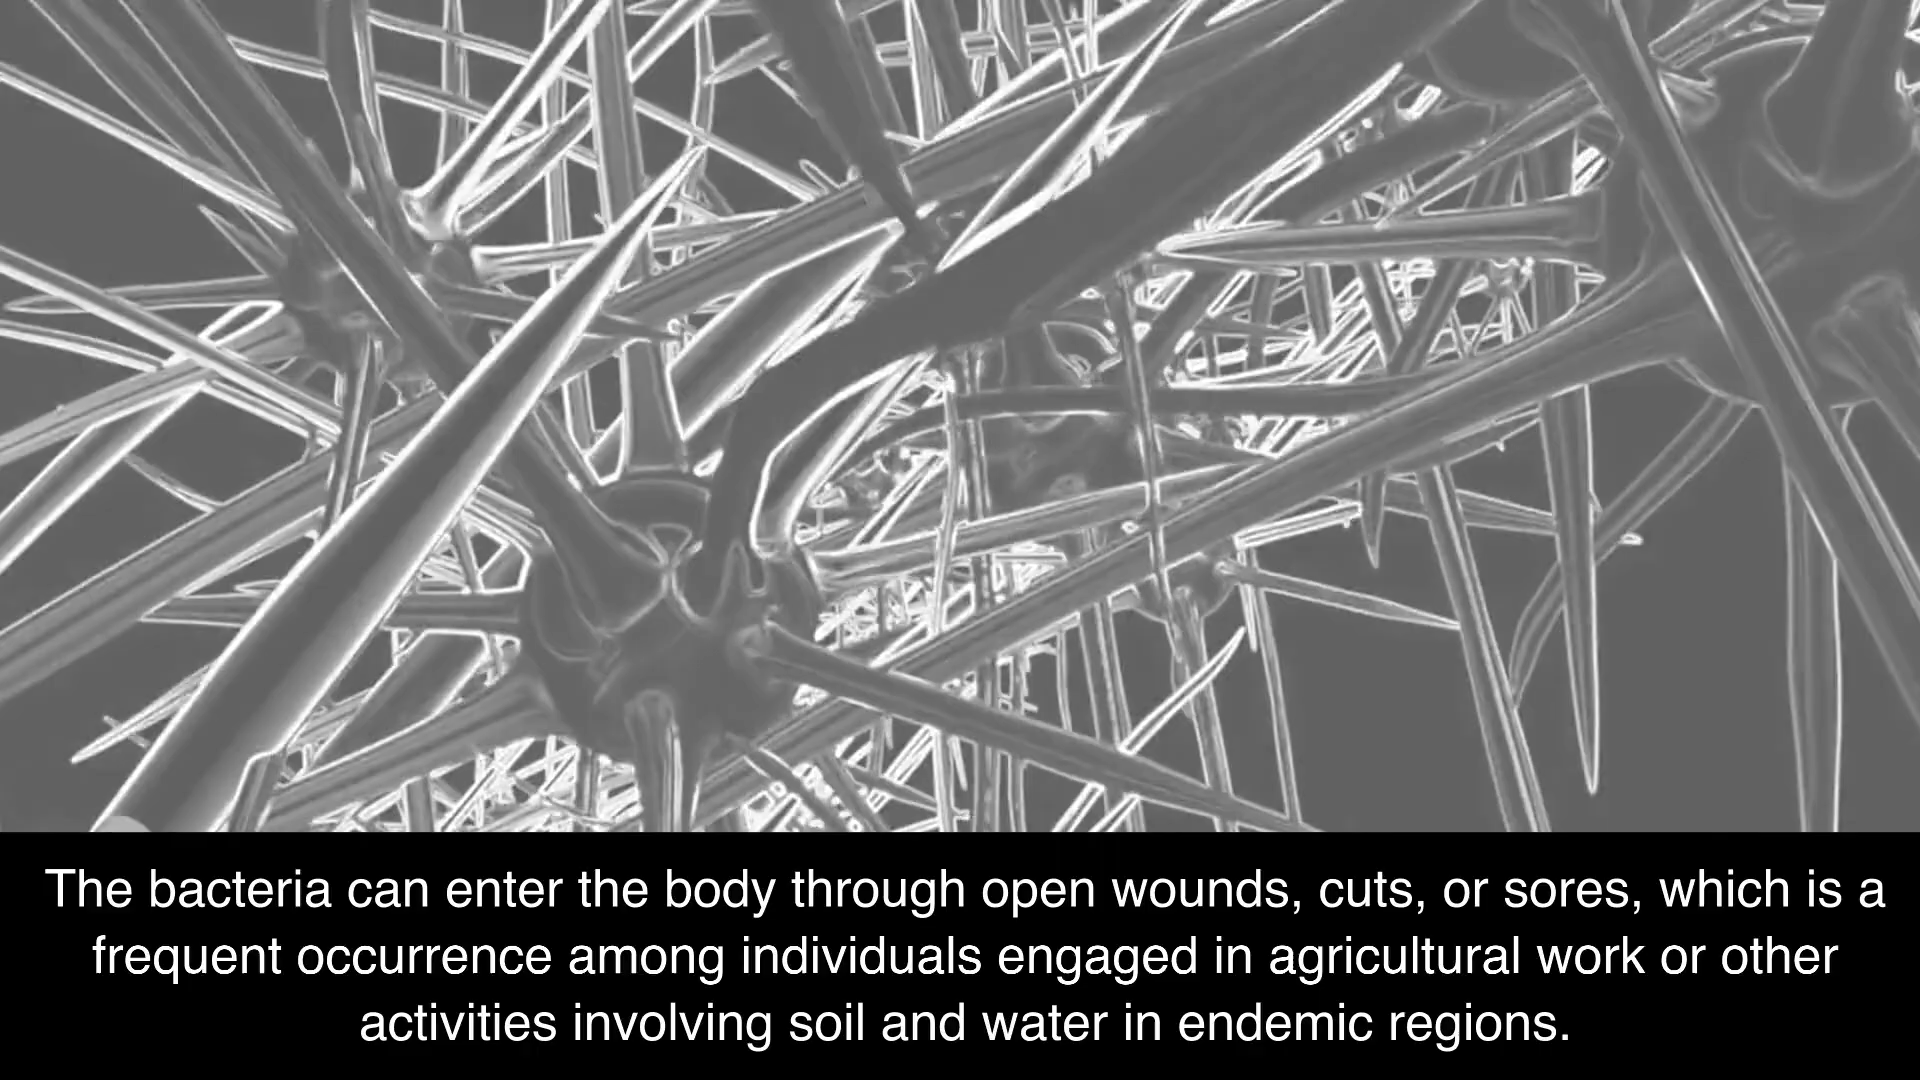 The bacteria can enter the body through open wounds, cuts, or sores, which is a
frequent occurrence among individuals engaged in agricultural work or other
activities involving soil and water in endemic regions.